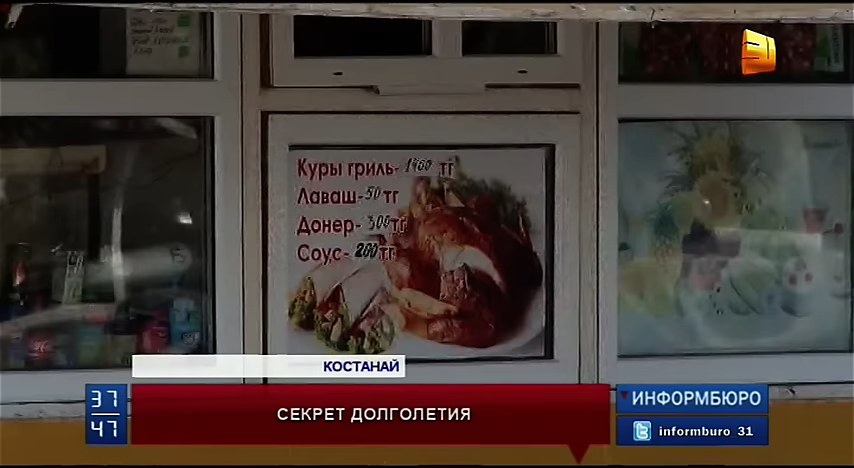 31
Куры гриль- 1400 тг
Лаваш- 50 тг
Донер- 300 тг
Соус- 200 тг
КОСТАНАЙ
37
47
СЕКРЕТ ДОЛГОЛЕТИЯ
ИНФОРМБЮРО
informburo_31